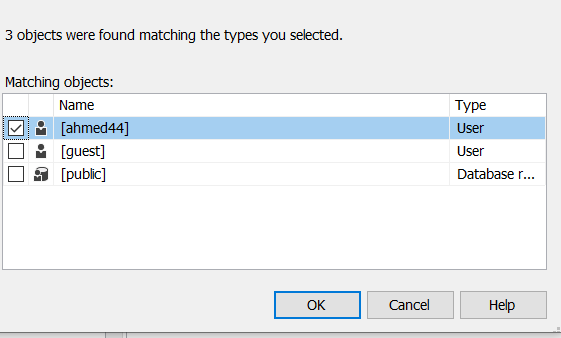 3 objects were found matching the types you selected.
Matching objects:
Name Type
[ahmed44] User
[guest] User
[public] Database r...
OK Cancel Help